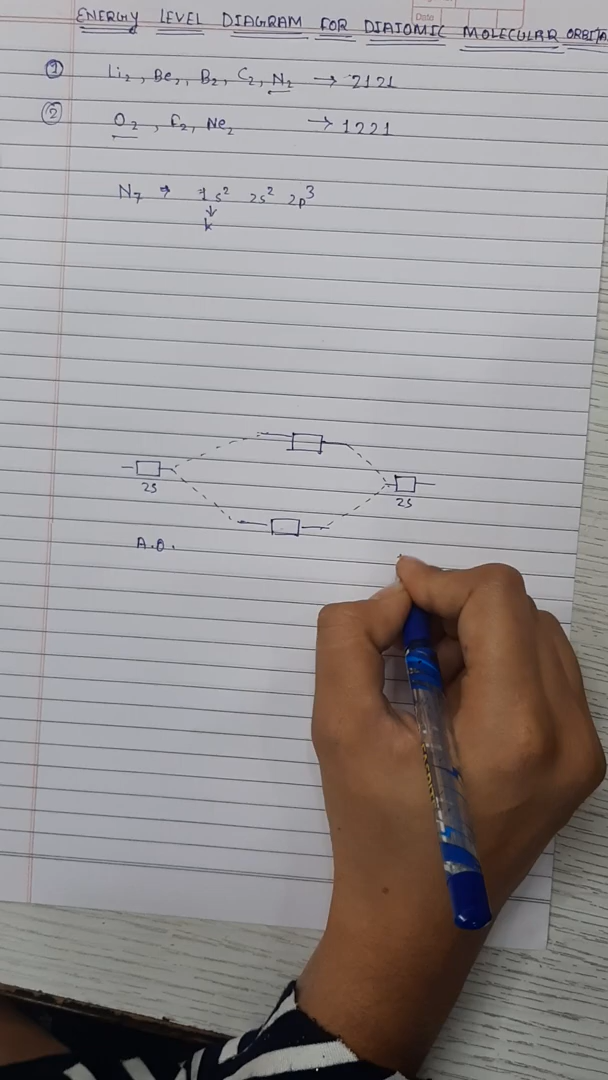 Date
ENERGY LEVEL DIAGRAM FOR DIATOMIC MOLECULAR ORBITA
① Li₂, Be₂, B₂, C₂, N₂ → 2121
② O₂, F₂, Ne₂ → 1221
N₇ → 1s² 2s² 2p³
↓
k
2s 2s
A.O.